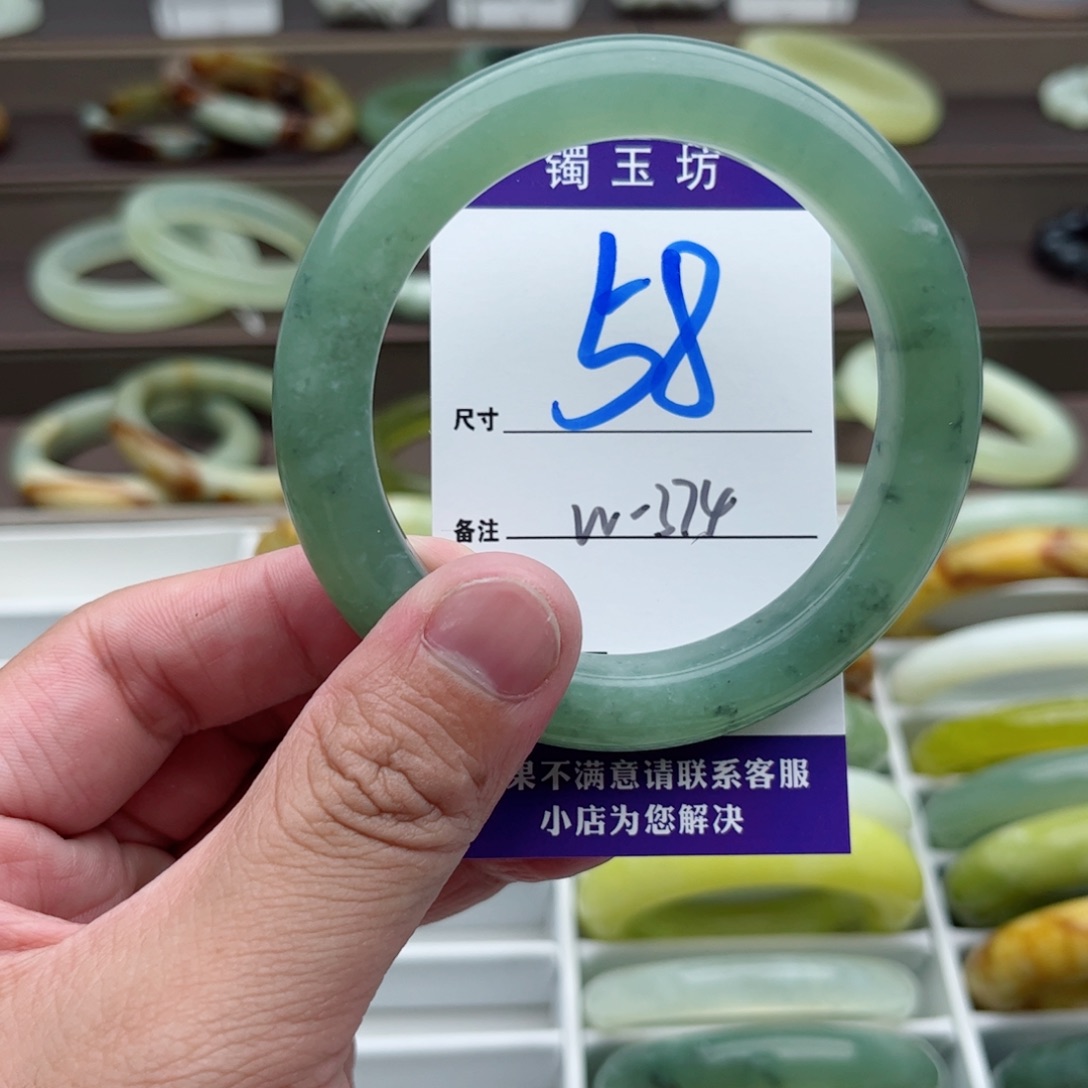 镯玉坊
58
尺寸
W-374
备注
果不满意请联系客服
小店为您解决